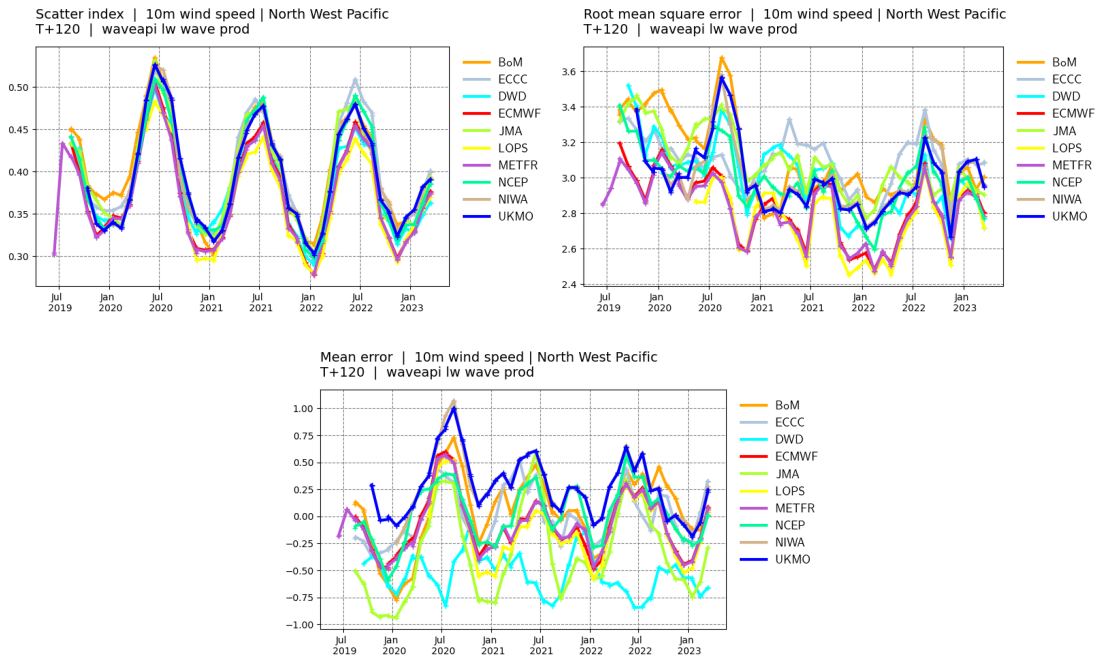 Scatter index | 10m wind speed | North West Pacific
T+120 | waveapi lw wave prod
0.50
0.45
0.40
0.35
0.30
Jul
2019
Jan
2020
Jul
2020
Jan
2021
Jul
2021
Jan
2022
Jul
2022
Jan
2023
BoM
ECCC
DWD
ECMWF
JMA
LOPS
METFR
NCEP
NIWA
UKMO
Root mean square error | 10m wind speed | North West Pacific
T+120 | waveapi lw wave prod
3.6
3.4
3.2
3.0
2.8
2.6
2.4
Jul
2019
Jan
2020
Jul
2020
Jan
2021
Jul
2021
Jan
2022
Jul
2022
Jan
2023
BoM
ECCC
DWD
ECMWF
JMA
LOPS
METFR
NCEP
NIWA
UKMO
Mean error | 10m wind speed | North West Pacific
T+120 | waveapi lw wave prod
1.00
0.75
0.50
0.25
0.00
−0.25
−0.50
−0.75
−1.00
Jul
2019
Jan
2020
Jul
2020
Jan
2021
Jul
2021
Jan
2022
Jul
2022
Jan
2023
BoM
ECCC
DWD
ECMWF
JMA
LOPS
METFR
NCEP
NIWA
UKMO